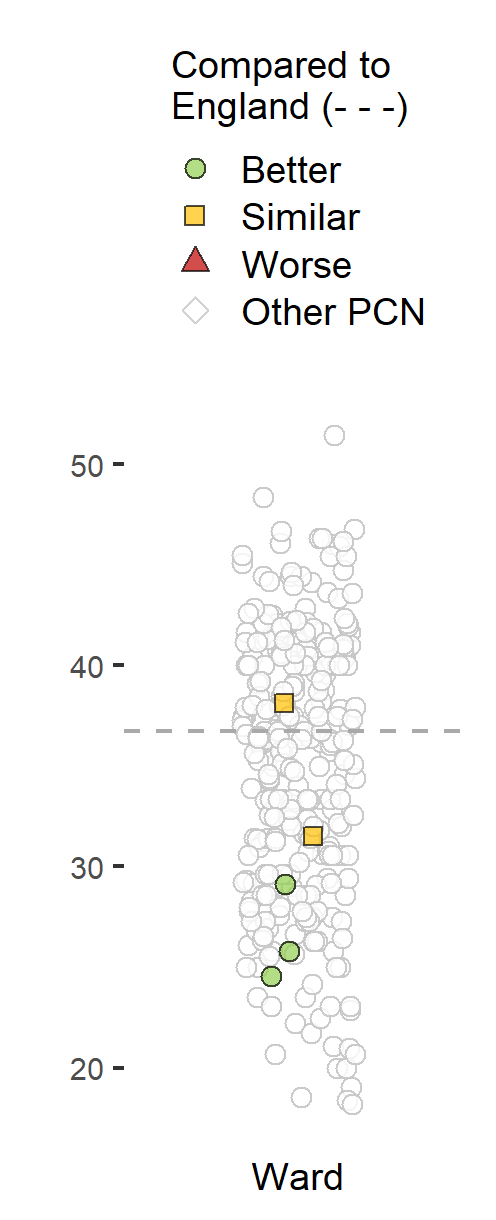 Compared to
England (- - -)
Better
Similar
Worse
Other PCN
50
40
30
20
Ward